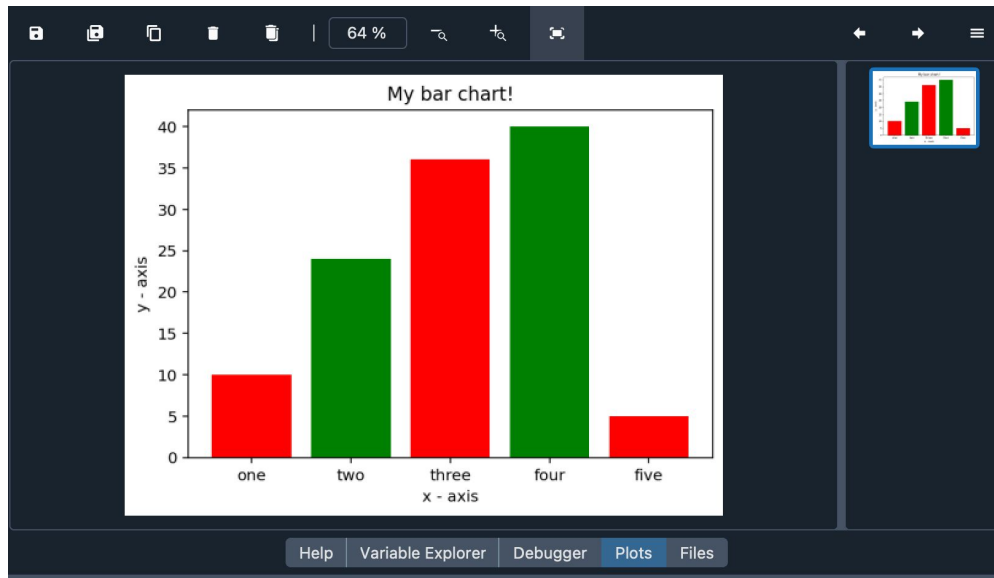 64 %
My bar chart!
40
35
30
25
20
15
10
5
0
y - axis
one two three four five
x - axis
Help Variable Explorer Debugger Plots Files